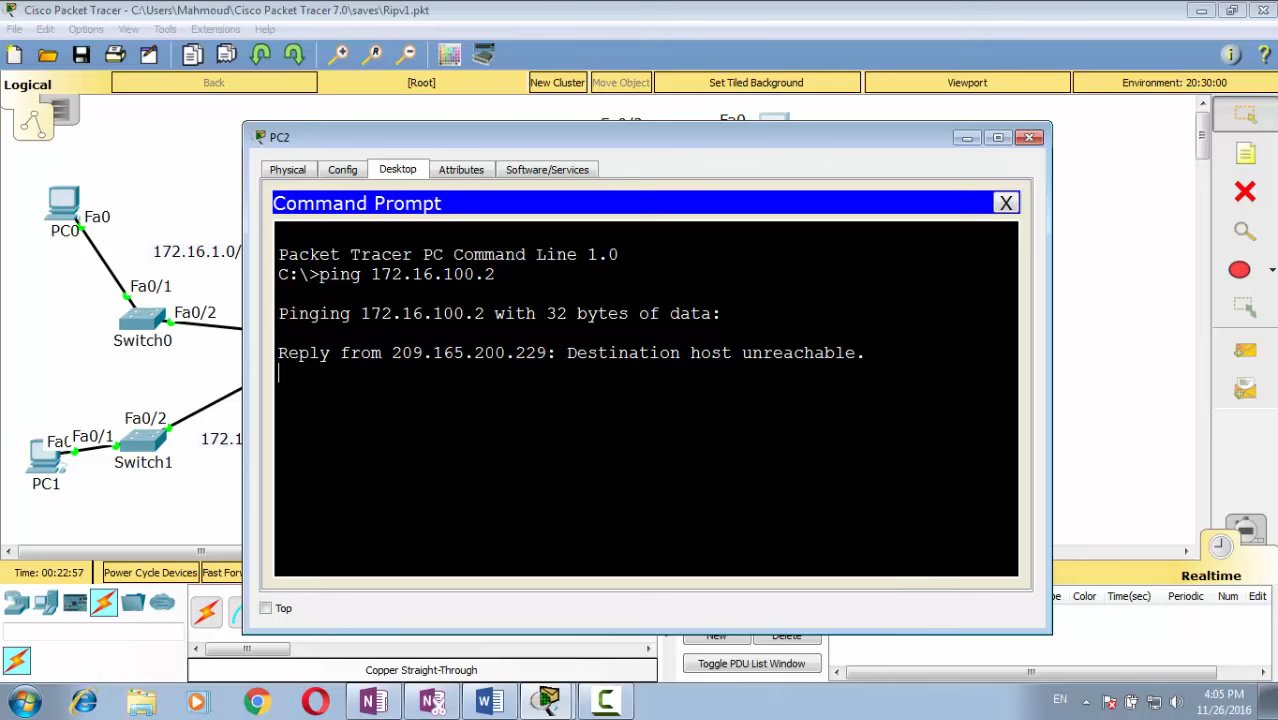 Cisco Packet Tracer - C:\Users\Mahmoud\Cisco Packet Tracer 7.0\saves\Ripv1.pkt
File Edit Options View Tools Extensions Help
Logical Back [Root] New Cluster Move Object Set Tiled Background Viewport Environment: 20:30:00
PC2
Physical Config Desktop Attributes Software/Services
Command Prompt X
Packet Tracer PC Command Line 1.0
C:\>ping 172.16.100.2
Pinging 172.16.100.2 with 32 bytes of data:
Reply from 209.165.200.229: Destination host unreachable.
Top
Fa0
PC0
172.16.1.0/
Fa0/1
Fa0/2
Switch0
Fa0/2
Fa0/1
172.1
Switch1
PC1
Time: 00:22:57 Power Cycle Devices Fast For
Realtime
Color Time(sec) Periodic Num Edit
New Delete
Toggle PDU List Window
Copper Straight-Through
EN
4:05 PM
11/26/2016